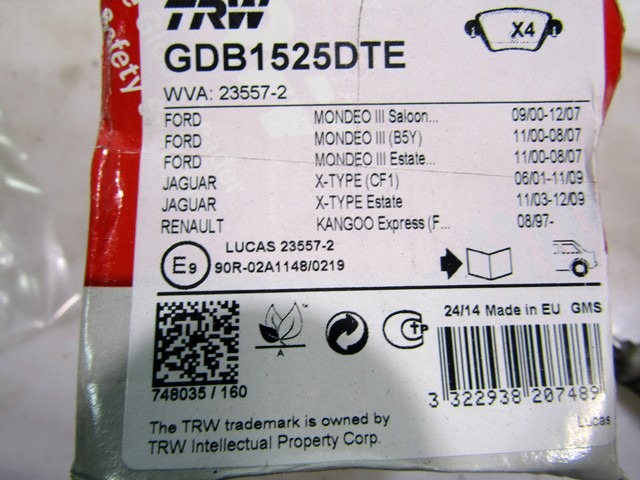 TRW
safety
X4
GDB1525DTE
WVA: 23557-2
FORD MONDEO III Saloon... 09/00-12/07
FORD MONDEO III (B5Y) 11/00-08/07
FORD MONDEO III Estate... 11/00-08/07
JAGUAR X-TYPE (CF1) 06/01-11/09
JAGUAR X-TYPE Estate 11/03-12/09
RENAULT KANGOO Express (F... 08/97-
E9 LUCAS 23557-2
90R-02A1148/0219
24/14 Made in EU GMS
TM
A
C TP
748035 / 160
3 322938 207489
The TRW trademark is owned by
TRW Intellectual Property Corp.
Lucas